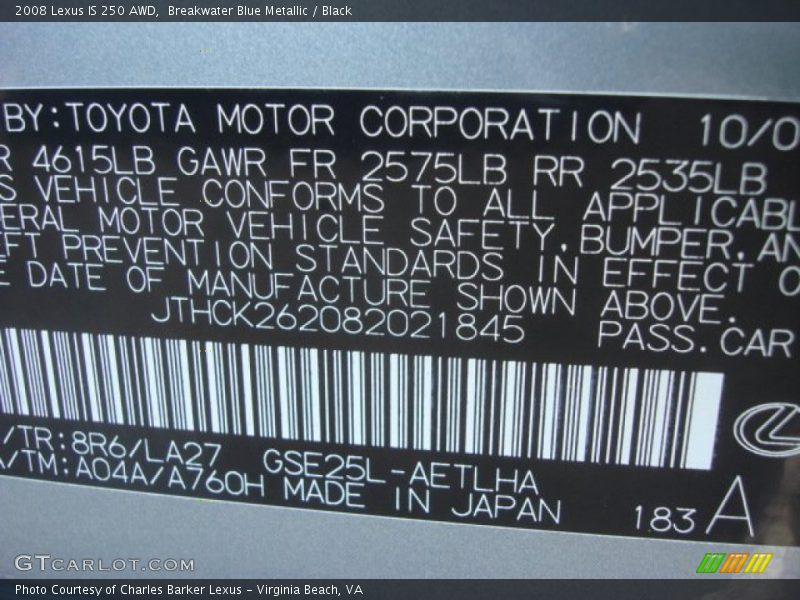 2008 Lexus IS 250 AWD,  Breakwater Blue Metallic / Black
BY:TOYOTA MOTOR CORPORATION 10/0
R 4615LB GAWR FR 2575LB RR 2535LB
S VEHICLE CONFORMS TO ALL APPLICABL
ERAL MOTOR VEHICLE SAFETY, BUMPER, AN
EFT PREVENTION STANDARDS IN EFFECT O
E DATE OF MANUFACTURE SHOWN ABOVE.
JTHCK262082021845 PASS. CAR
/TR:8R6/LA27 GSE25L-AETLHA
A/TM:A04A/A760H MADE IN JAPAN 183 A
GTCARLOT.COM
Photo Courtesy of Charles Barker Lexus - Virginia Beach, VA